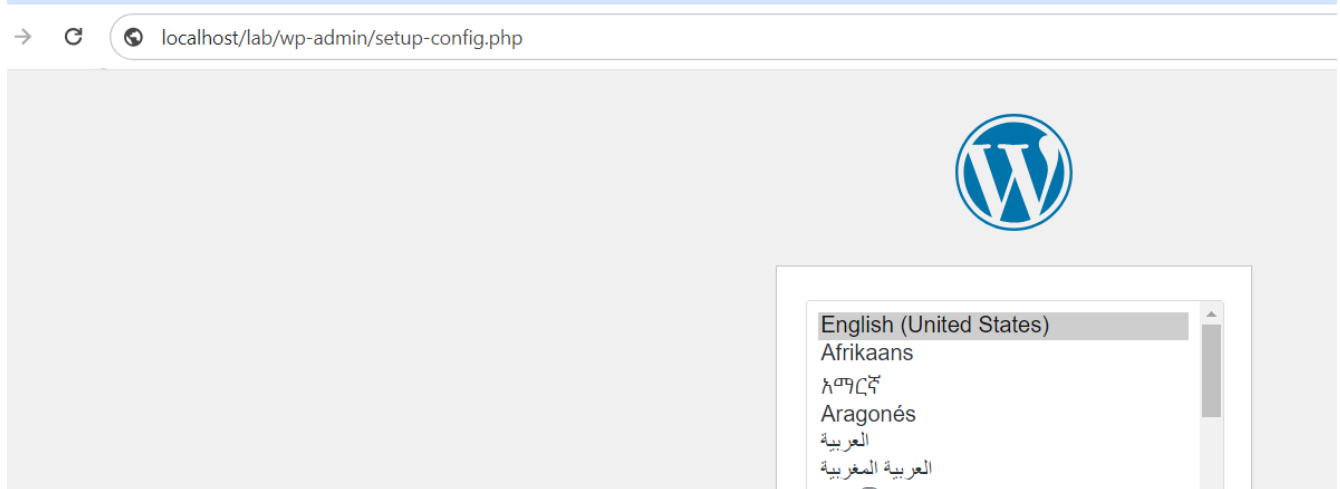 localhost/lab/wp-admin/setup-config.php
English (United States)
Afrikaans
አማርኛ
Aragonés
العربية
العربية المغربية